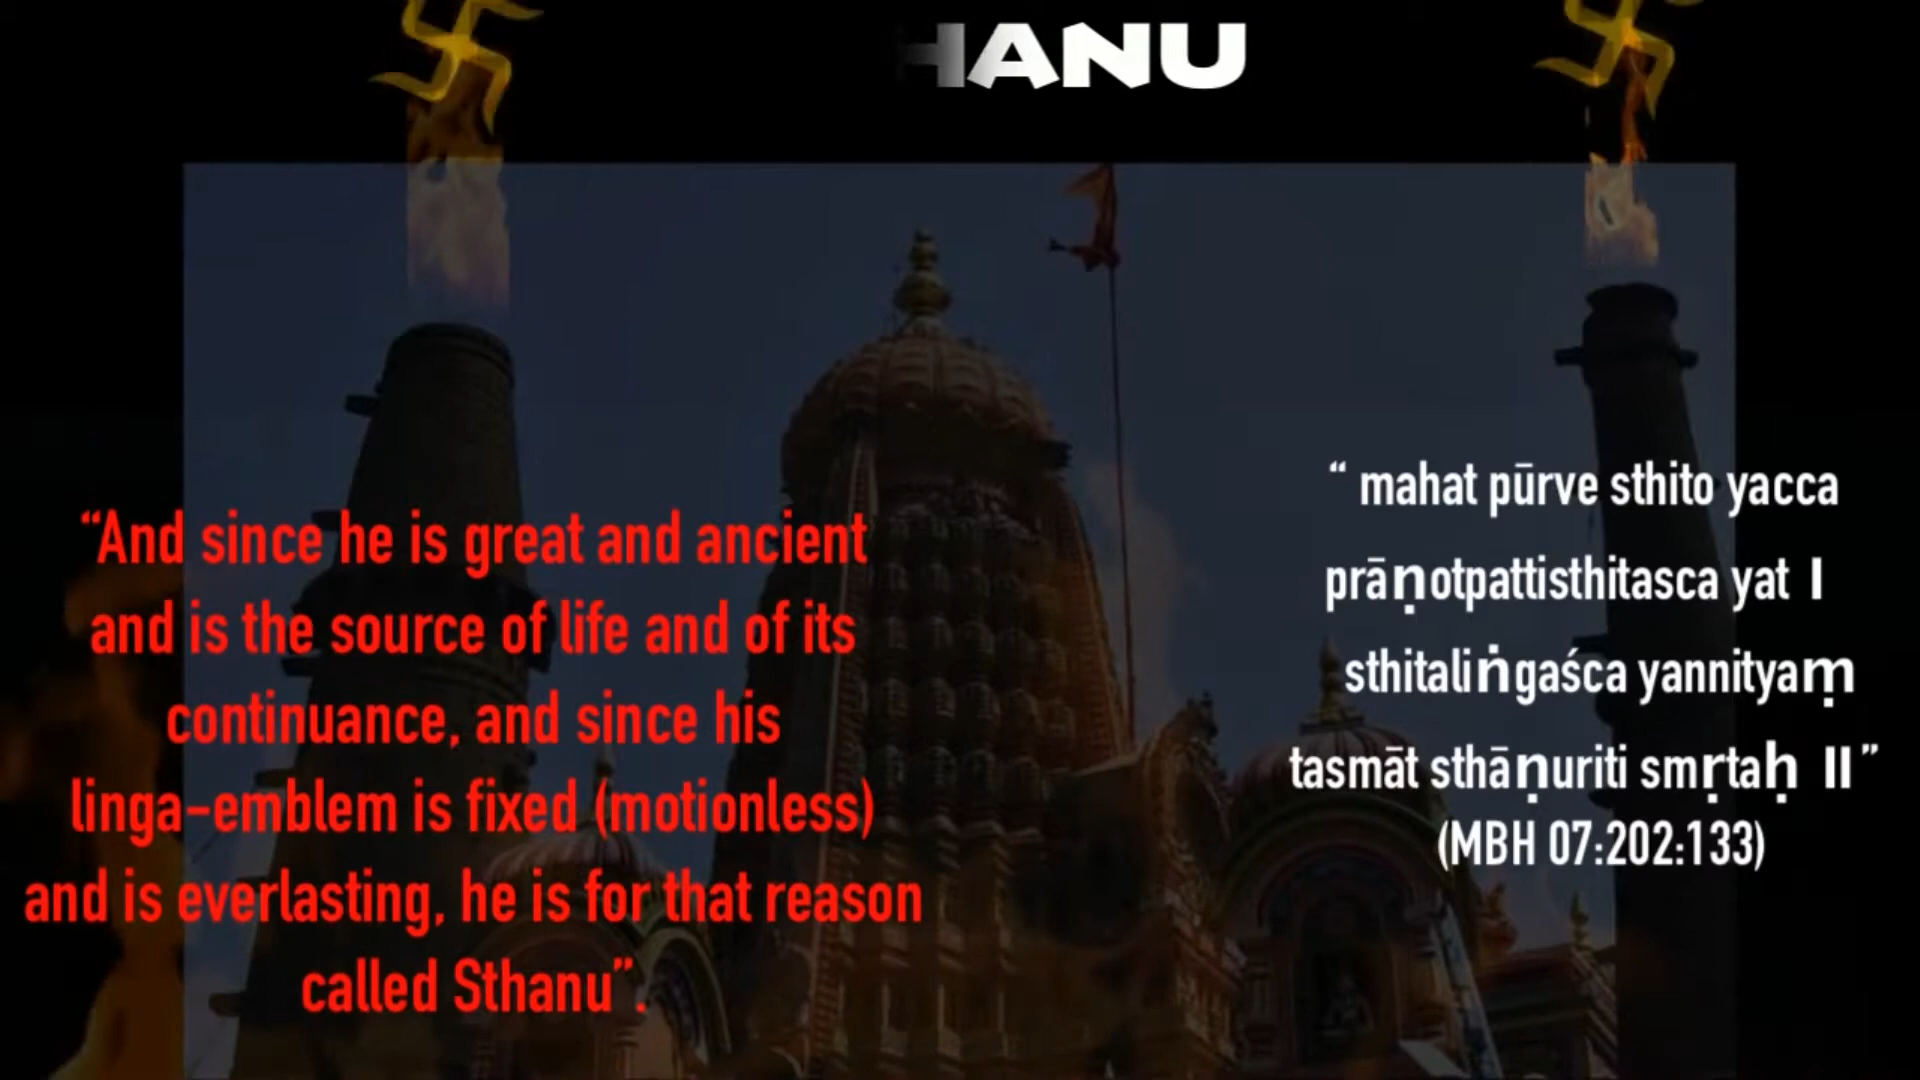 HANU
“And since he is great and ancient
and is the source of life and of its
continuance, and since his
linga-emblem is fixed (motionless)
and is everlasting, he is for that reason
called Sthanu”.
“ mahat pūrve sthito yacca
prāṇotpattisthitasca yat I
sthitaliṅgaśca yannityaṃ
tasmāt sthāṇuriti smṛtaḥ II ”
(MBH 07:202:133)